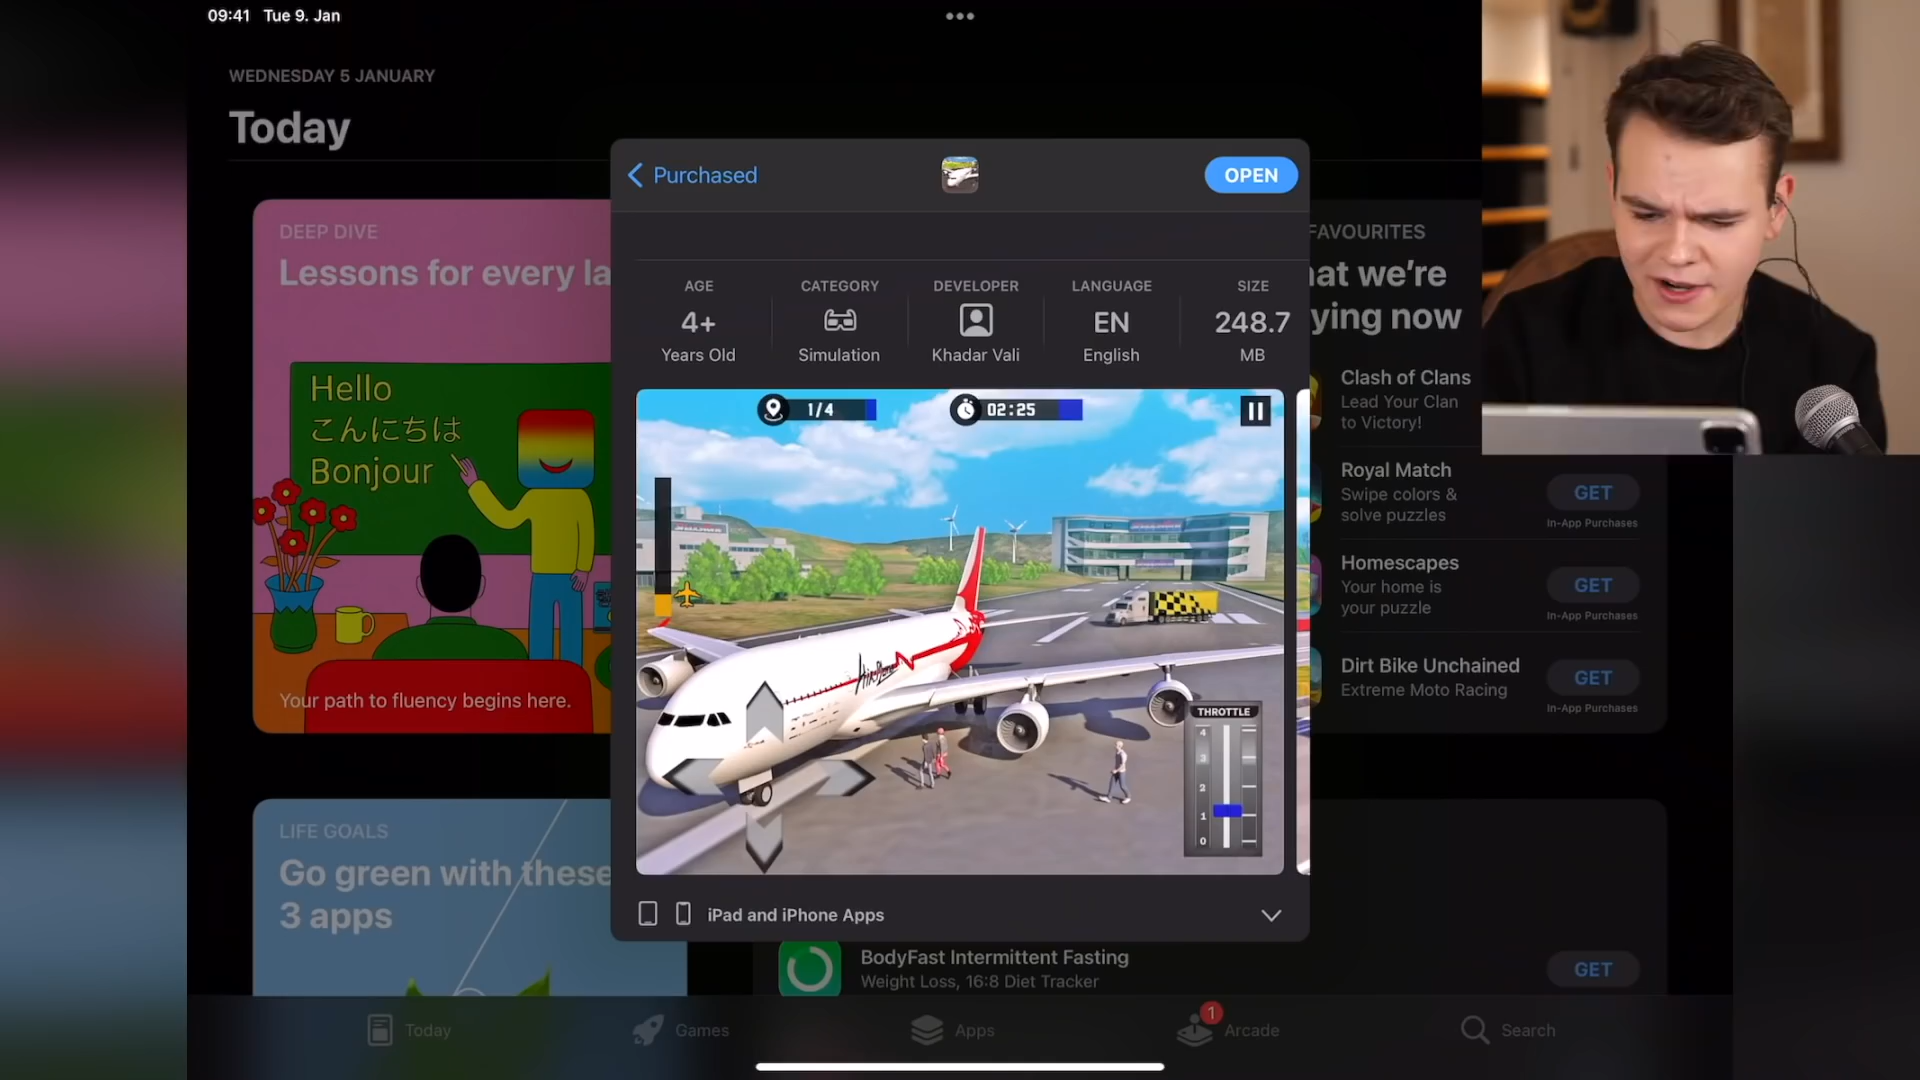 09:41 Tue 9. Jan
WEDNESDAY 5 JANUARY
Today
Purchased
OPEN
DEEP DIVE
Lessons for every la
Hello
こんにちは
Bonjour
Your path to fluency begins here.
AGE
4+
Years Old
CATEGORY
Simulation
DEVELOPER
Khadar Vali
LANGUAGE
EN
English
SIZE
248.7
MB
1/4
02:25
THROTTLE
4
3
2
1
0
iPad and iPhone Apps
FAVOURITES
at we're
ying now
Clash of Clans
Lead Your Clan
to Victory!
Royal Match
Swipe colors &
solve puzzles
GET
In-App Purchases
Homescapes
Your home is
your puzzle
GET
In-App Purchases
Dirt Bike Unchained
Extreme Moto Racing
GET
In-App Purchases
LIFE GOALS
Go green with these
3 apps
BodyFast Intermittent Fasting
Weight Loss, 16:8 Diet Tracker
GET
Today
Games
Apps
1
Arcade
Search